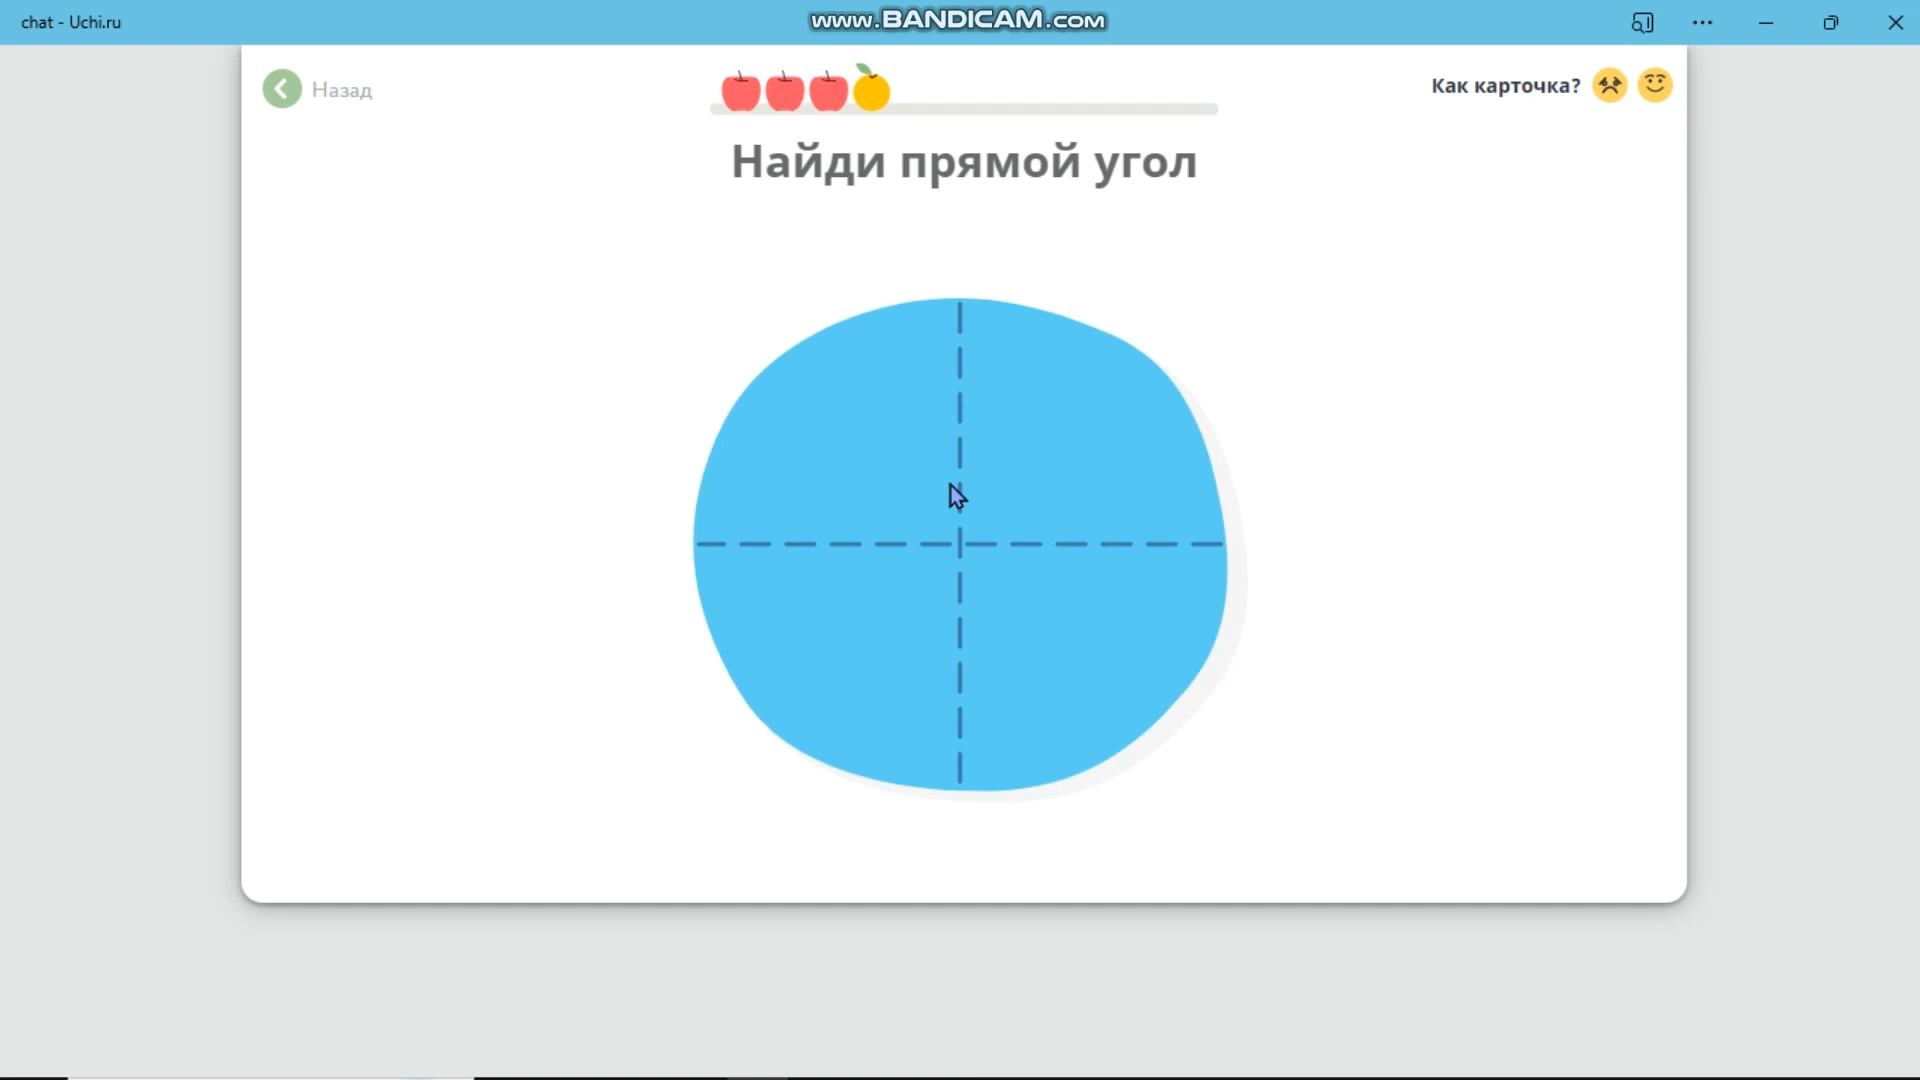 chat - Uchi.ru
www.BANDICAM.com
Назад
Как карточка?
Найди прямой угол